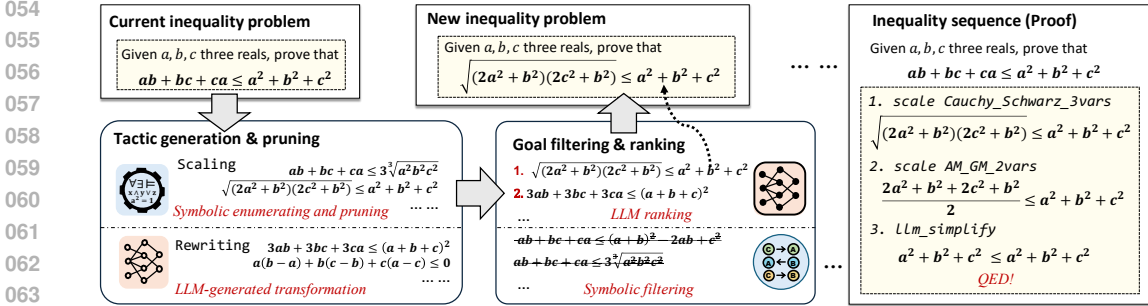 054
055
056
057
058
059
060
061
062
063
Current inequality problem
Given a, b, c three reals, prove that
ab + bc + ca ≤ a² + b² + c²
New inequality problem
Given a, b, c three reals, prove that
√((2a² + b²)(2c² + b²)) ≤ a² + b² + c²
... ...
Tactic generation & pruning
∀∃⊨
x∧y∨z
a²=1
Scaling
ab + bc + ca ≤ 3∛(a²b²c²)
√((2a² + b²)(2c² + b²)) ≤ a² + b² + c²
... ...
Symbolic enumerating and pruning
Rewriting
3ab + 3bc + 3ca ≤ (a + b + c)²
a(b − a) + b(c − b) + c(a − c) ≤ 0
... ...
LLM-generated transformation
Goal filtering & ranking
1. √((2a² + b²)(2c² + b²)) ≤ a² + b² + c²
2. 3ab + 3bc + 3ca ≤ (a + b + c)²
...
LLM ranking
ab + bc + ca ≤ (a + b)² − 2ab + c²
ab + bc + ca ≤ 3∛(a²b²c²)
...
Symbolic filtering
C → A
A ← B
C → B
...
Inequality sequence (Proof)
Given a, b, c three reals, prove that
ab + bc + ca ≤ a² + b² + c²
1. scale Cauchy_Schwarz_3vars
√((2a² + b²)(2c² + b²)) ≤ a² + b² + c²
2. scale AM_GM_2vars
(2a² + b² + 2c² + b²)/2 ≤ a² + b² + c²
3. llm_simplify
a² + b² + c² ≤ a² + b² + c²
QED!